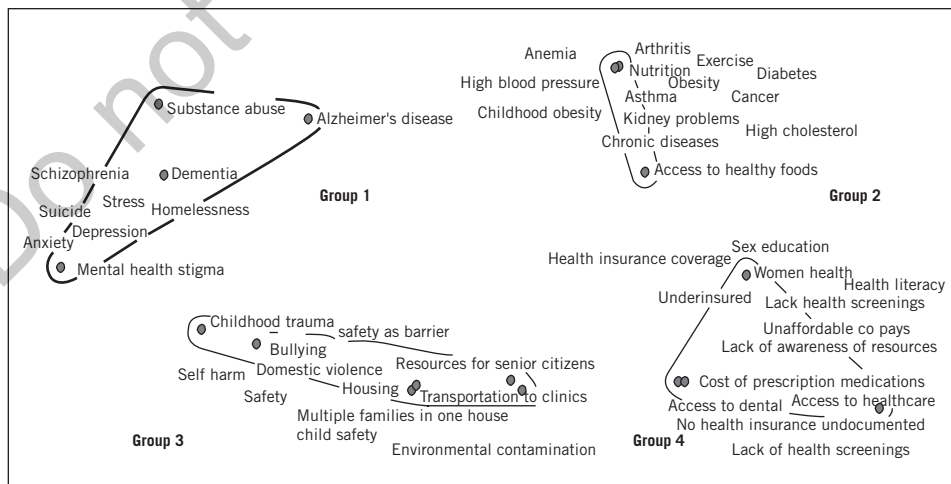 Do not
Substance abuse
Alzheimer's disease
Schizophrenia
Dementia
Stress
Suicide
Homelessness
Depression
Anxiety
Mental health stigma
Group 1
Anemia
Arthritis
Exercise
Nutrition
Diabetes
High blood pressure
Obesity
Asthma
Cancer
Childhood obesity
Kidney problems
High cholesterol
Chronic diseases
Access to healthy foods
Group 2
Childhood trauma
safety as barrier
Bullying
Resources for senior citizens
Domestic violence
Self harm
Housing
Safety
Transportation to clinics
Multiple families in one house
child safety
Environmental contamination
Group 3
Sex education
Health insurance coverage
Women health
Health literacy
Underinsured
Lack health screenings
Unaffordable co pays
Lack of awareness of resources
Cost of prescription medications
Access to dental
Access to healthcare
No health insurance undocumented
Group 4
Lack of health screenings